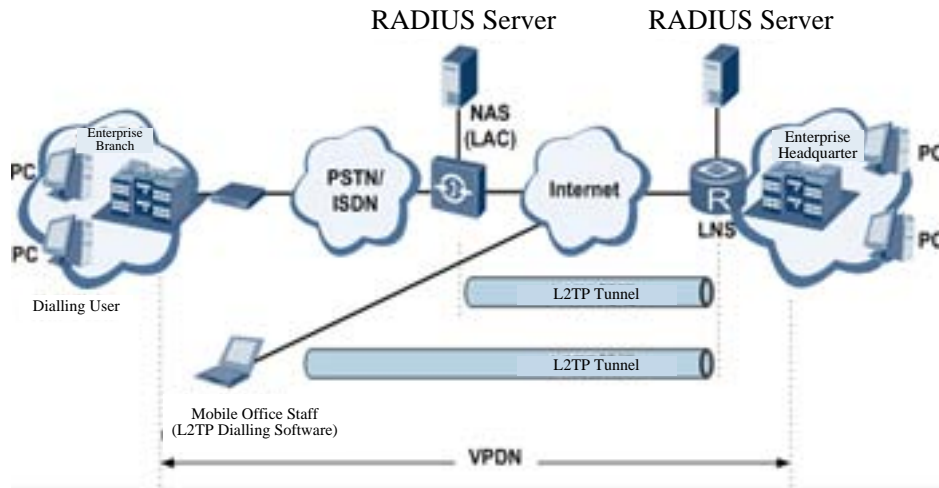 RADIUS Server
RADIUS Server
NAS
(LAC)
Enterprise
Branch
Enterprise
Headquarter
PC
PC
PSTN/
ISDN
Internet
R
LNS
PC
PC
Dialling User
L2TP Tunnel
L2TP Tunnel
Mobile Office Staff
(L2TP Dialling Software)
VPDN